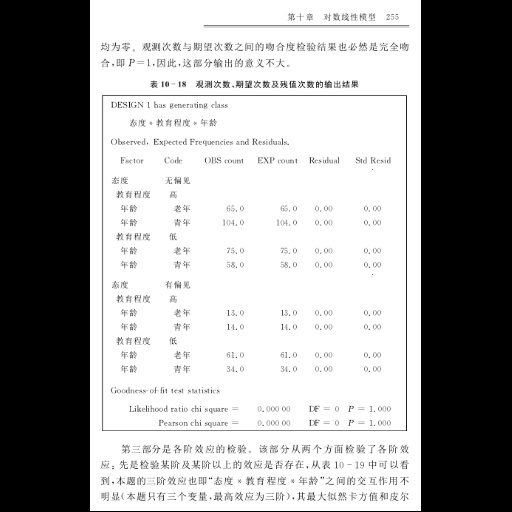 第十章 对数线性模型 255
均为零。观测次数与期望次数之间的吻合度检验结果也必然是完全吻
合,即 P=1,因此,这部分输出的意义不大。
表 10-18 观测次数、期望次数及残值次数的输出结果
DESIGN 1 has generating class
态度*教育程度*年龄
Observed, Expected Frequencies and Residuals.
Factor Code OBS count EXP count Residual Std Resid
态度 无偏见
教育程度 高
年龄 老年 65.0 65.0 0.00 0.00
年龄 青年 104.0 104.0 0.00 0.00
教育程度 低
年龄 老年 75.0 75.0 0.00 0.00
年龄 青年 58.0 58.0 0.00 0.00
态度 有偏见
教育程度 高
年龄 老年 13.0 13.0 0.00 0.00
年龄 青年 14.0 14.0 0.00 0.00
教育程度 低
年龄 老年 61.0 61.0 0.00 0.00
年龄 青年 34.0 34.0 0.00 0.00
Goodness-of-fit test statistics
Likelihood ratio chi square = 0.000 00 DF = 0 P = 1.000
Pearson chi square = 0.000 00 DF = 0 P = 1.000
第三部分是各阶效应的检验。该部分从两个方面检验了各阶效
应:先是检验某阶及某阶以上的效应是否存在,从表 10-19 中可以看
到,本题的三阶效应也即“态度*教育程度*年龄”之间的交互作用不
明显(本题只有三个变量,最高效应为三阶),其最大似然卡方值和皮尔